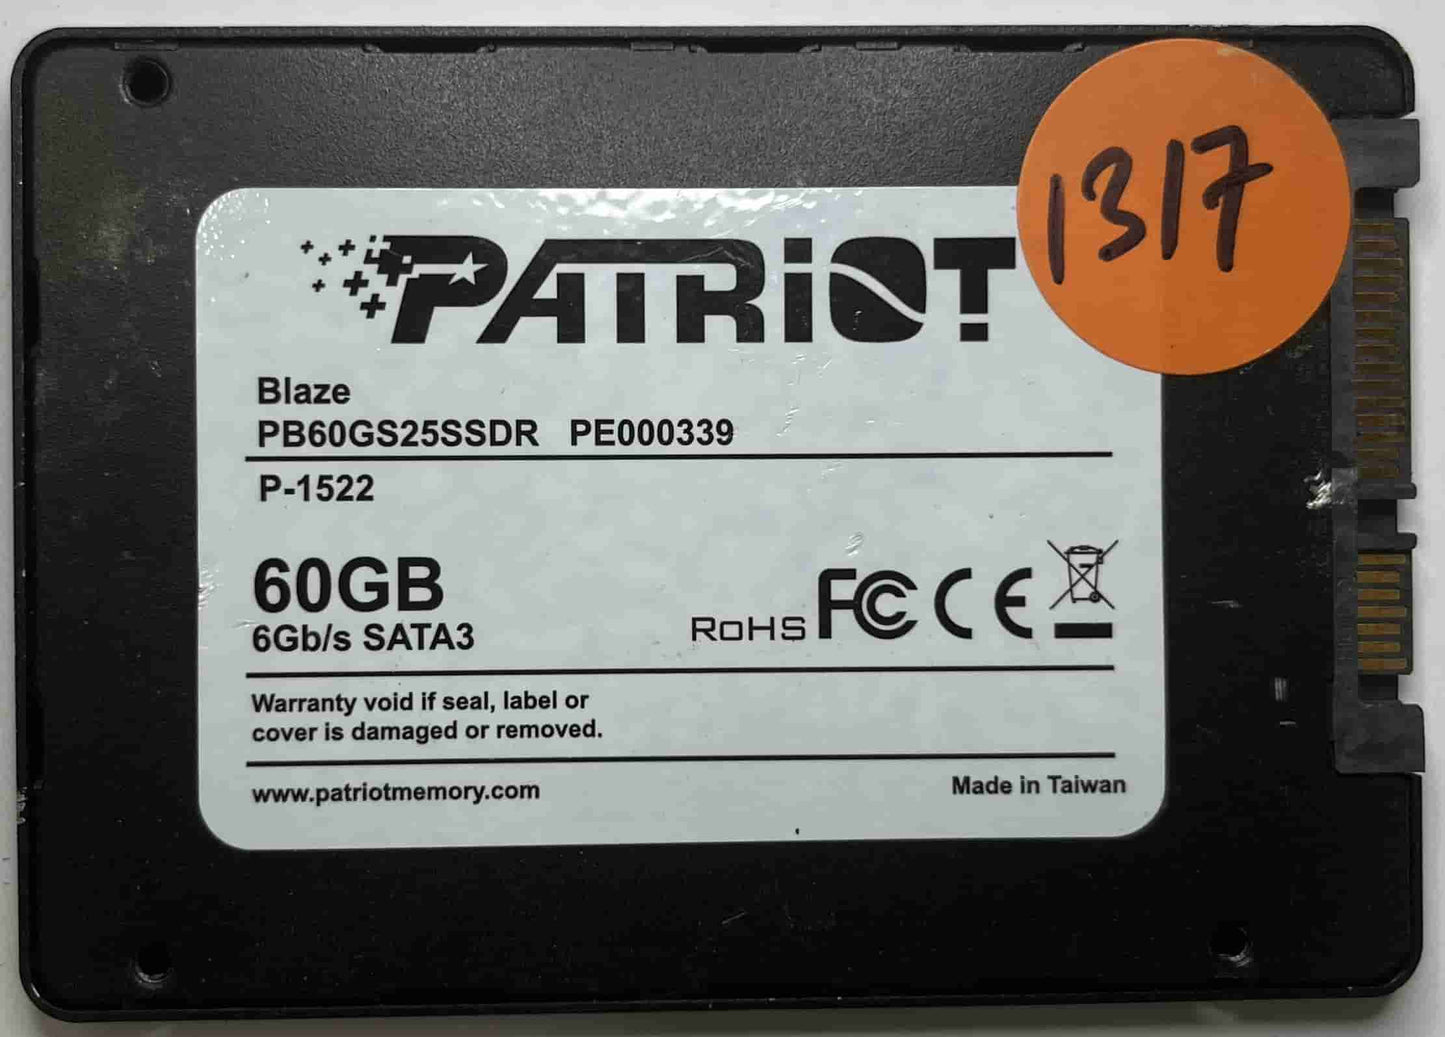 PATRiOT
1317
Blaze
PB60GS25SSDR PE000339
P-1522
60GB
6Gb/s SATA3
RoHS FC CE
Warranty void if seal, label or
cover is damaged or removed.
www.patriotmemory.com
Made in Taiwan